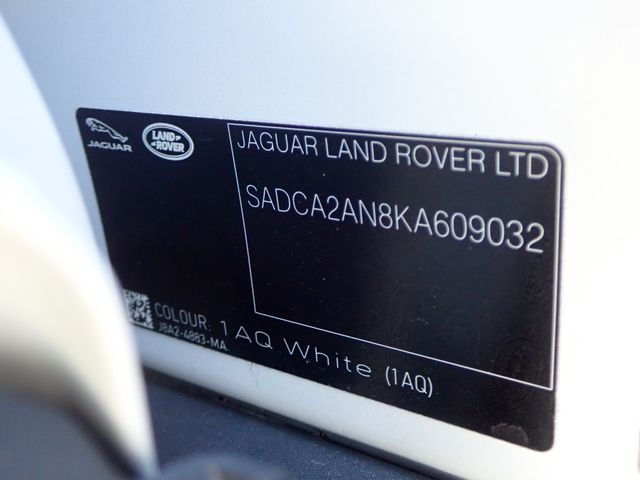 JAGUAR
LAND
ROVER
JAGUAR LAND ROVER LTD
SADCA2AN8KA609032
COLOUR: 1AQ White (1AQ)
J8A2-4883-MA